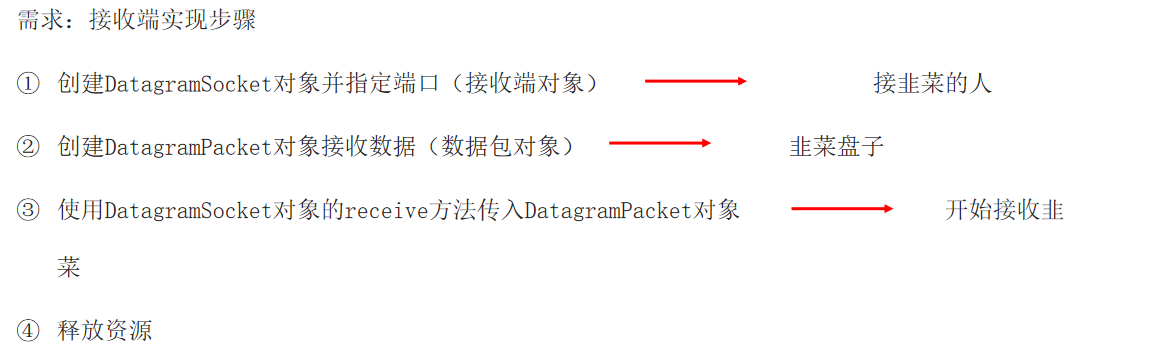 需求：接收端实现步骤
① 创建DatagramSocket对象并指定端口（接收端对象） 接韭菜的人
② 创建DatagramPacket对象接收数据（数据包对象） 韭菜盘子
③ 使用DatagramSocket对象的receive方法传入DatagramPacket对象 开始接收韭
菜
④ 释放资源